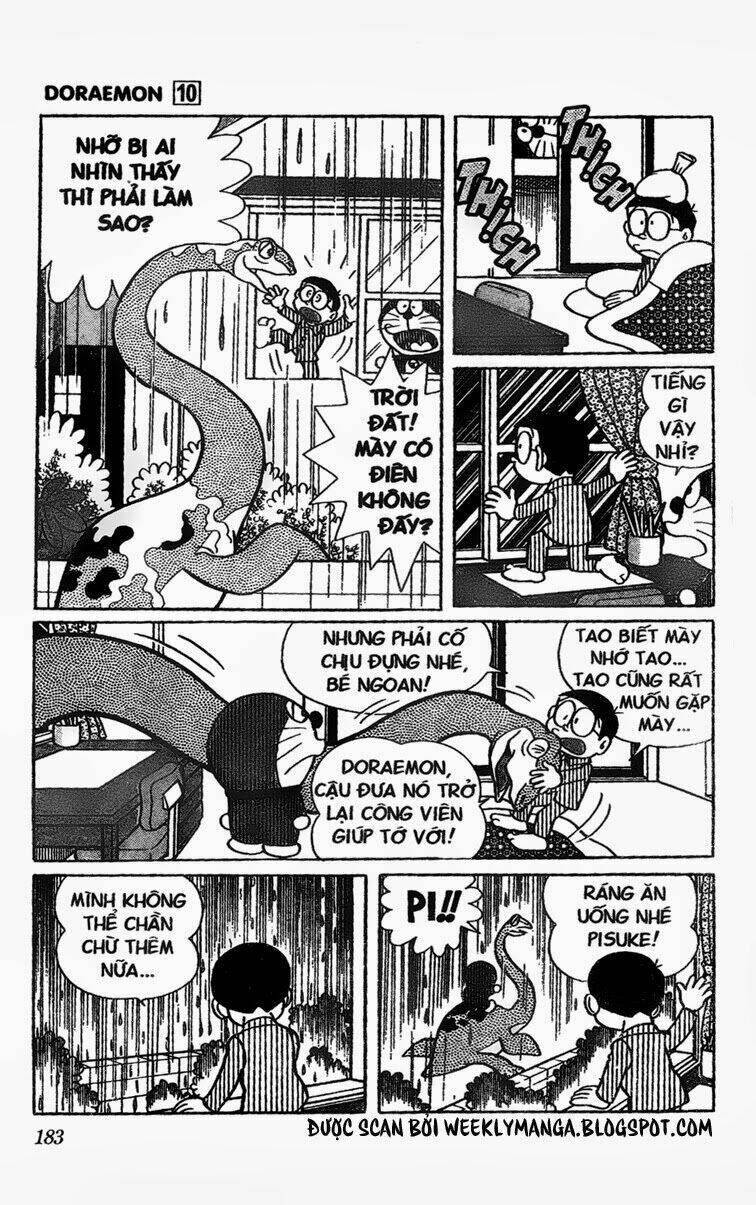 DORAEMON 10
THỊCH
THỊCH
TIẾNG
GÌ
VẬY
NHỈ?
TRỜI
ĐẤT!
MÀY CÓ
ĐIÊN
KHÔNG
ĐẤY?
NHỠ BỊ AI
NHÌN THẤY
THÌ PHẢI LÀM
SAO?
TAO BIẾT MÀY
NHỚ TAO...
TAO CŨNG RẤT
MUỐN GẶP
MÀY...
NHƯNG PHẢI CỐ
CHỊU ĐỰNG NHÉ,
BÉ NGOAN!
DORAEMON,
CẬU ĐƯA NÓ TRỞ
LẠI CÔNG VIÊN
GIÚP TỚ VỚI!
RÁNG ĂN
UỐNG NHÉ
PISUKE!
PI!!
MÌNH KHÔNG
THỂ CHẦN
CHỪ THÊM
NỮA...
183
ĐƯỢC SCAN BỞI WEEKLYMANGA.BLOGSPOT.COM